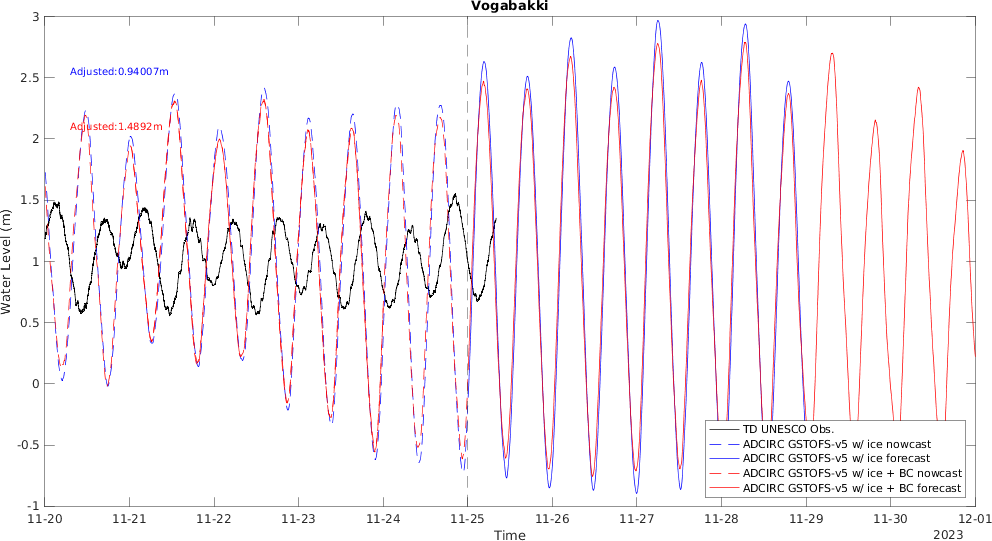 Vogabakki
3
2.5
2
1.5
1
0.5
0
-0.5
-1
Water Level (m)
Adjusted:0.94007m
Adjusted:1.4892m
TD UNESCO Obs.
ADCIRC GSTOFS-v5 w/ ice nowcast
ADCIRC GSTOFS-v5 w/ ice forecast
ADCIRC GSTOFS-v5 w/ ice + BC nowcast
ADCIRC GSTOFS-v5 w/ ice + BC forecast
11-20 11-21 11-22 11-23 11-24 11-25 11-26 11-27 11-28 11-29 11-30 12-01
Time
2023